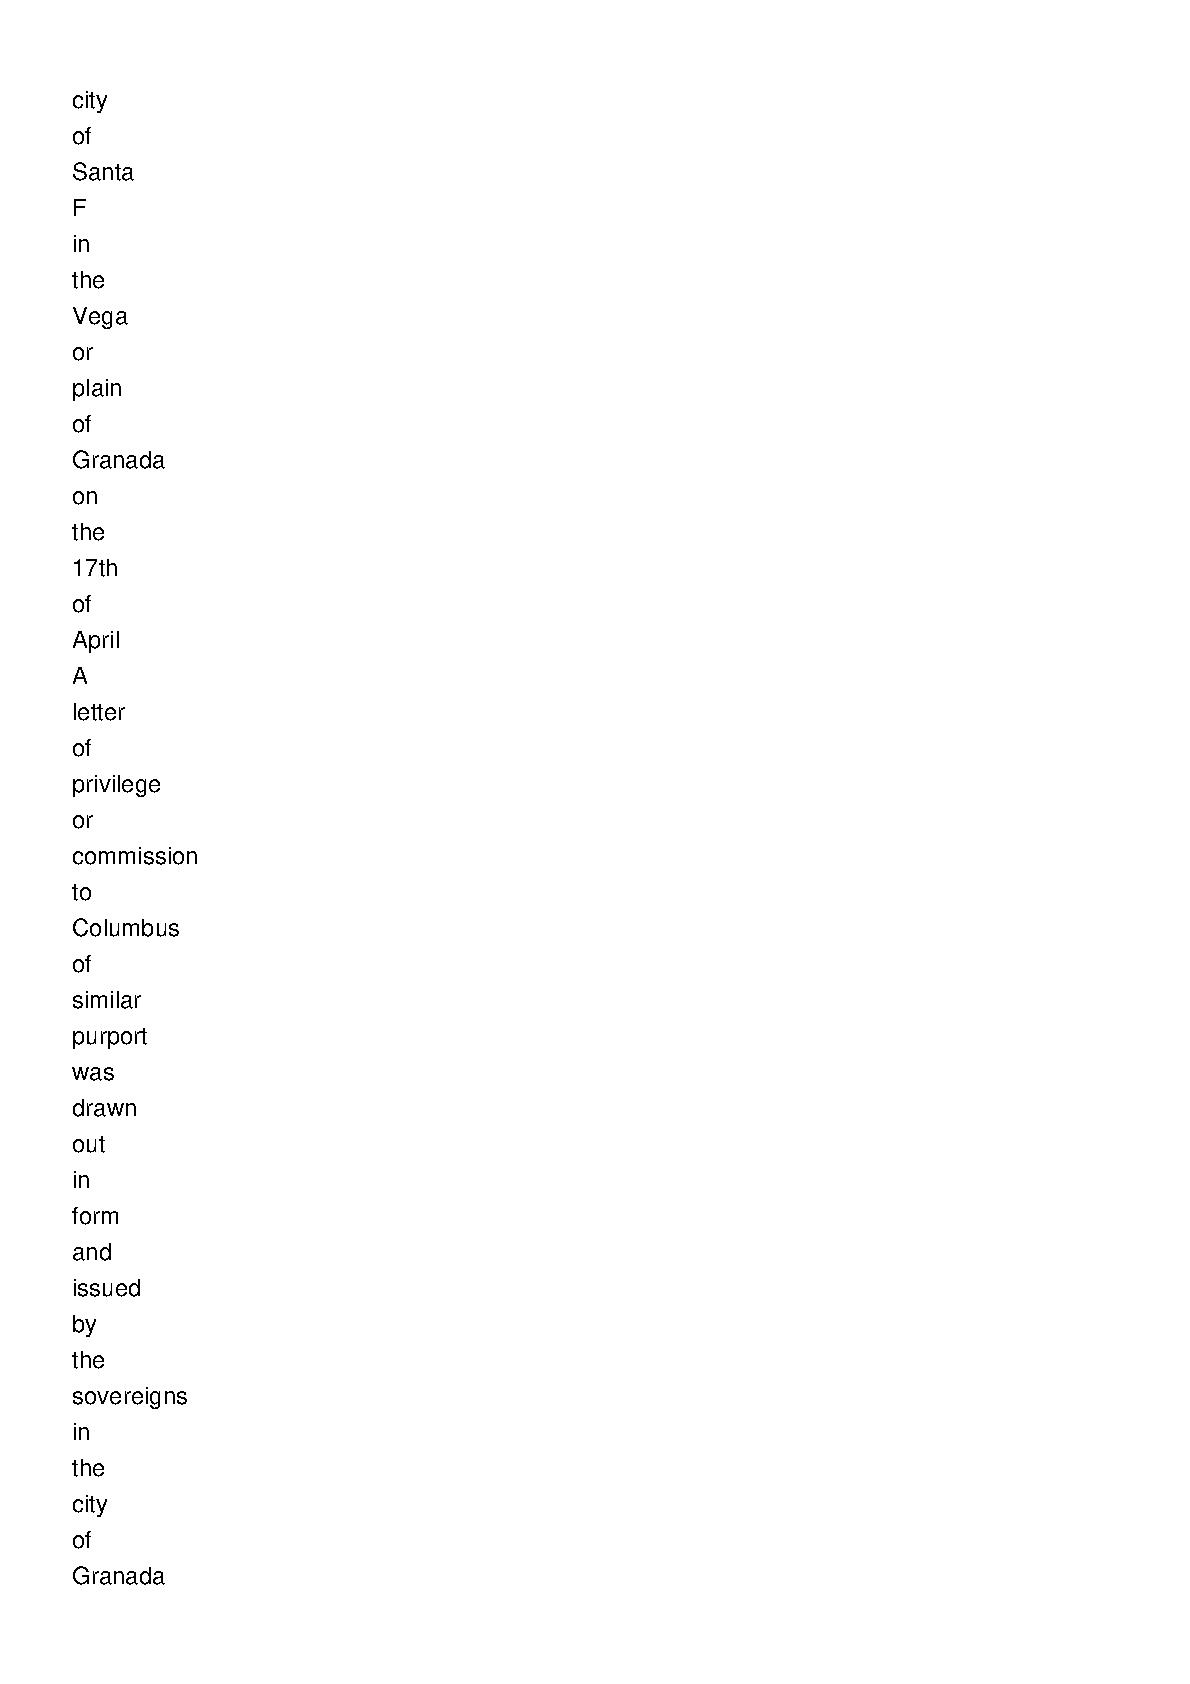 city
of
Santa
F
in
the
Vega
or
plain
of
Granada
on
the
17th
of
April
A
letter
of
privilege
or
commission
to
Columbus
of
similar
purport
was
drawn
out
in
form
and
issued
by
the
sovereigns
in
the
city
of
Granada